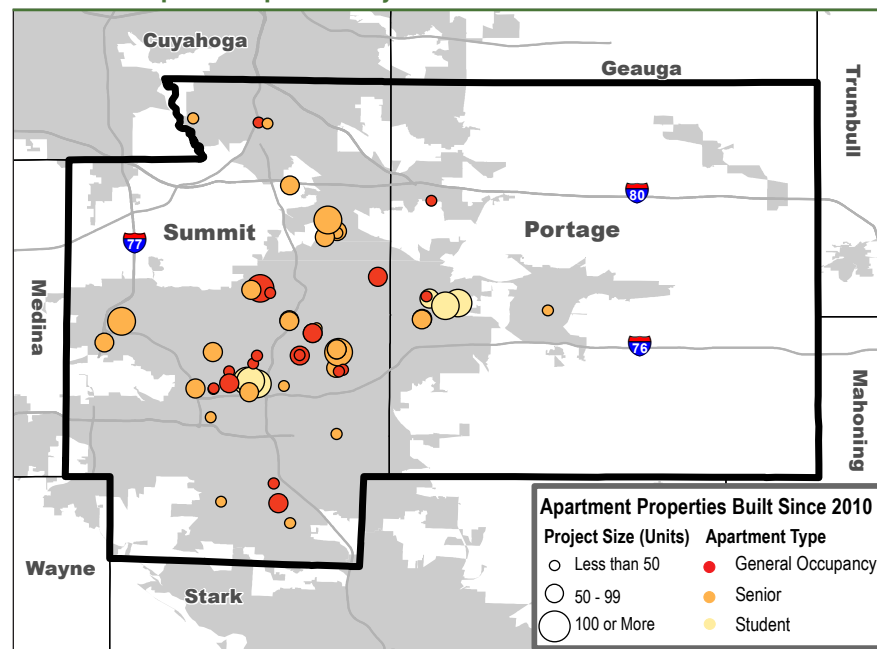 Cuyahoga
Geauga
Trumbull
80
Summit
Portage
77
Medina
76
Mahoning
Apartment Properties Built Since 2010
Project Size (Units) Apartment Type
Less than 50 General Occupancy
50 - 99 Senior
100 or More Student
Wayne
Stark